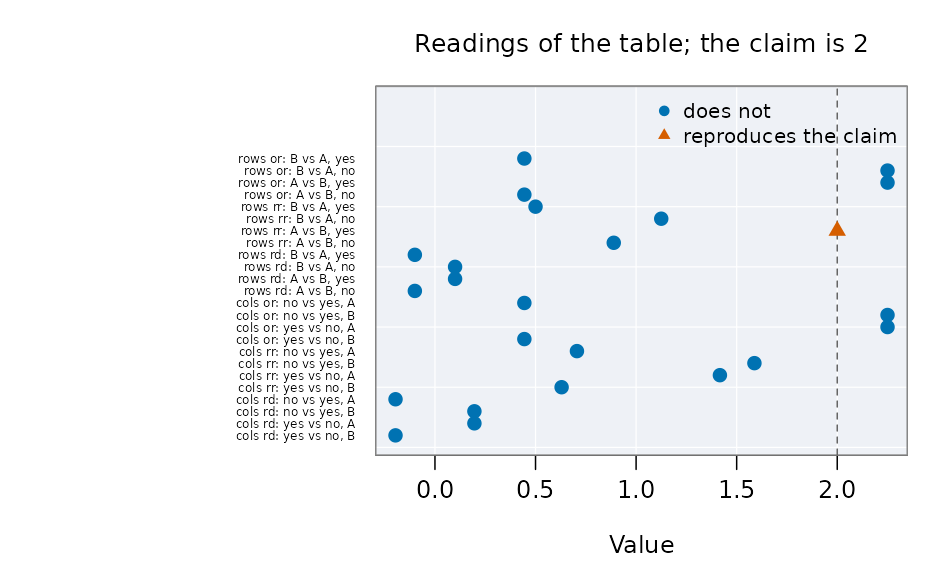 Readings of the table; the claim is 2
does not
reproduces the claim
rows or: B vs A, yes
rows or: B vs A, no
rows or: A vs B, yes
rows or: A vs B, no
rows rr: B vs A, yes
rows rr: B vs A, no
rows rr: A vs B, yes
rows rr: A vs B, no
rows rd: B vs A, yes
rows rd: B vs A, no
rows rd: A vs B, yes
rows rd: A vs B, no
cols or: no vs yes, A
cols or: no vs yes, B
cols or: yes vs no, A
cols or: yes vs no, B
cols rr: no vs yes, A
cols rr: no vs yes, B
cols rr: yes vs no, A
cols rr: yes vs no, B
cols rd: no vs yes, A
cols rd: no vs yes, B
cols rd: yes vs no, A
cols rd: yes vs no, B
0.0 0.5 1.0 1.5 2.0
Value